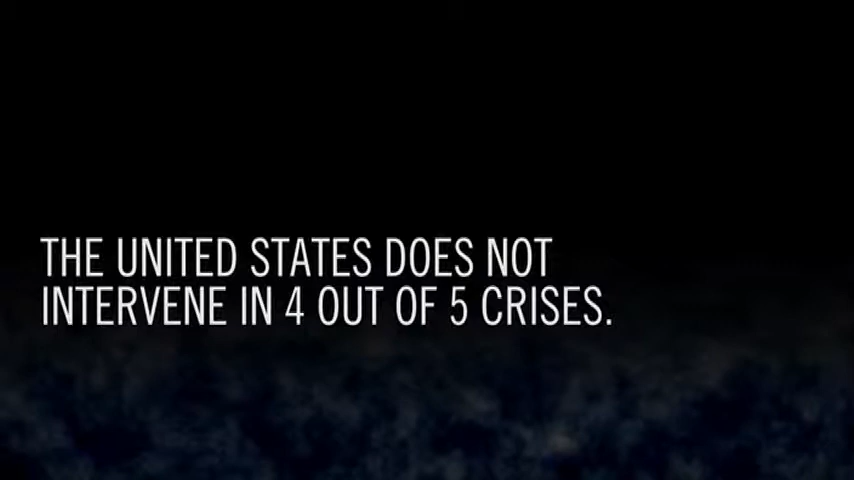 THE UNITED STATES DOES NOT
INTERVENE IN 4 OUT OF 5 CRISES.